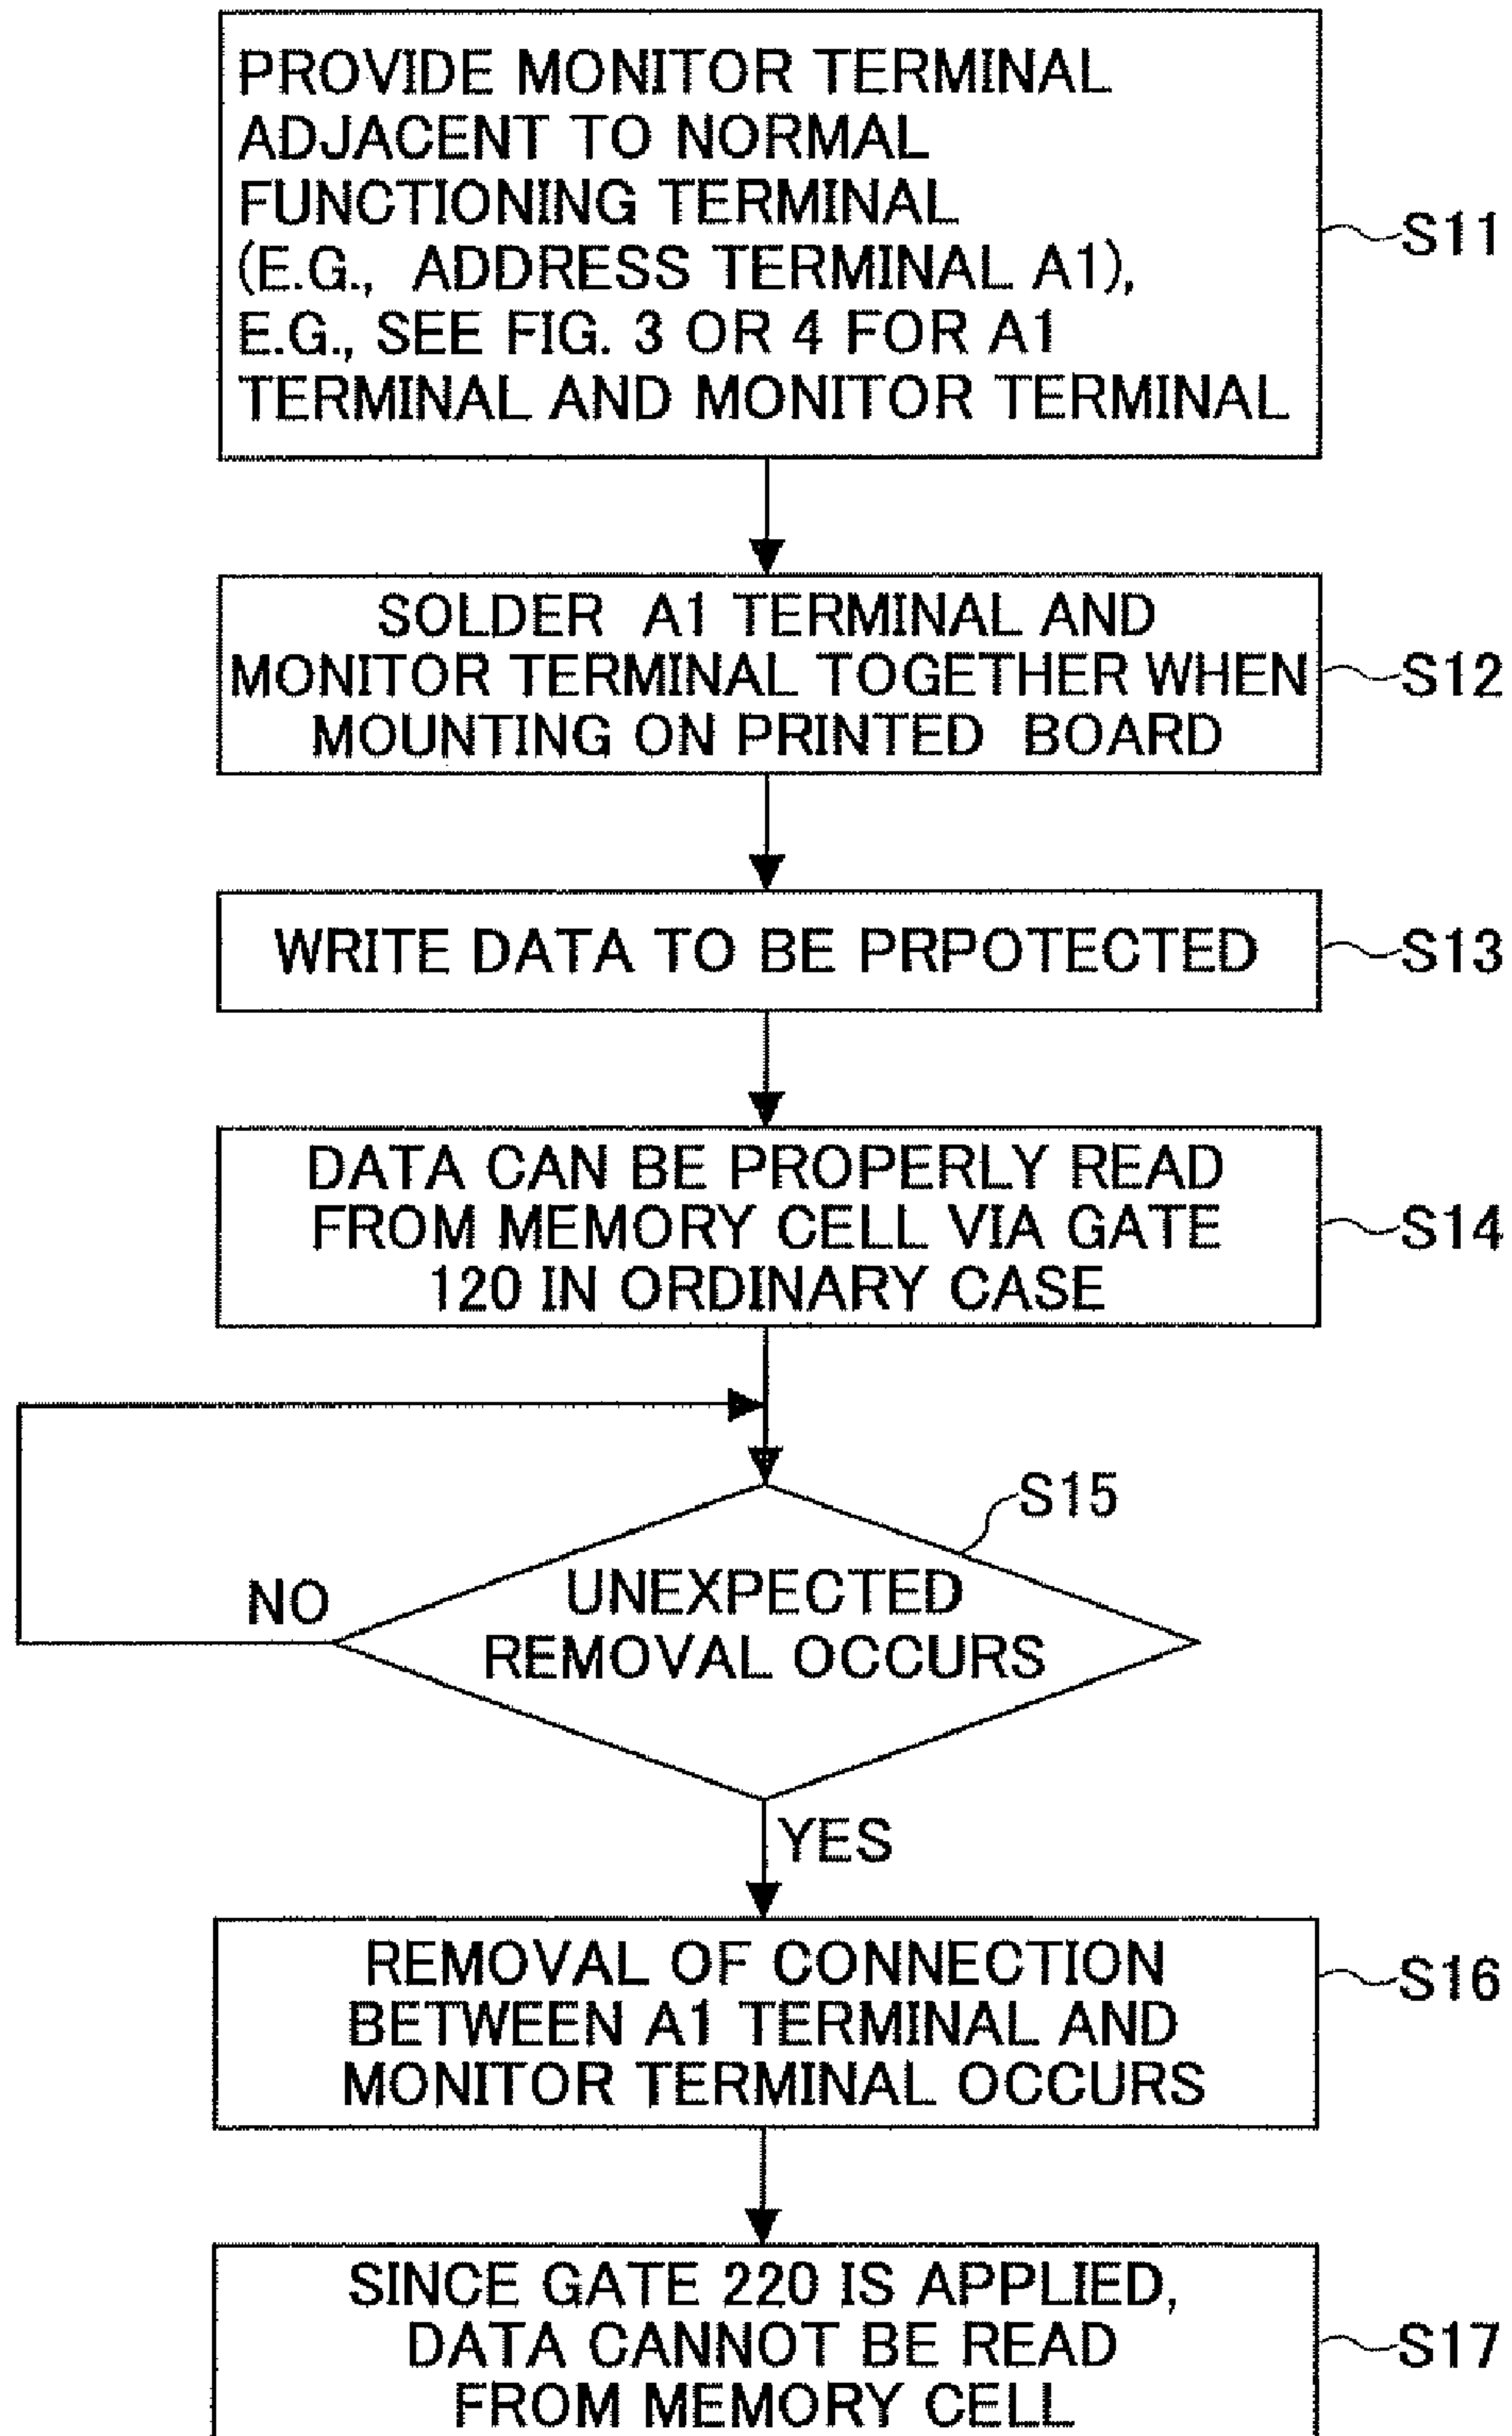 PROVIDE MONITOR TERMINAL
ADJACENT TO NORMAL
FUNCTIONING TERMINAL
(E.G., ADDRESS TERMINAL A1),
E.G., SEE FIG. 3 OR 4 FOR A1
TERMINAL AND MONITOR TERMINAL
S11
SOLDER A1 TERMINAL AND
MONITOR TERMINAL TOGETHER WHEN
MOUNTING ON PRINTED BOARD
S12
WRITE DATA TO BE PRPOTECTED
S13
DATA CAN BE PROPERLY READ
FROM MEMORY CELL VIA GATE
120 IN ORDINARY CASE
S14
S15
UNEXPECTED
REMOVAL OCCURS
NO
YES
REMOVAL OF CONNECTION
BETWEEN A1 TERMINAL AND
MONITOR TERMINAL OCCURS
S16
SINCE GATE 220 IS APPLIED,
DATA CANNOT BE READ
FROM MEMORY CELL
S17